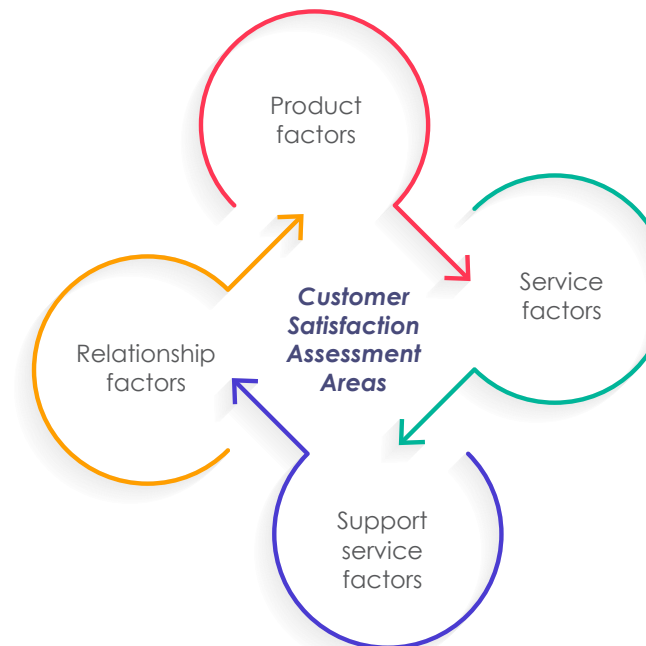 Product
factors
Service
factors
Customer
Satisfaction
Assessment
Areas
Relationship
factors
Support
service
factors